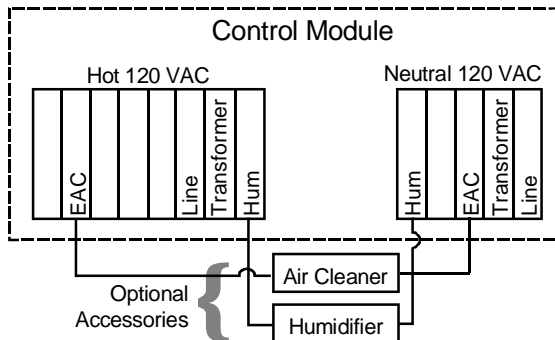 Control Module
Hot 120 VAC
Neutral 120 VAC
EAC
Line
Transformer
Hum
Hum
EAC
Transformer
Line
Optional
Accessories
Air Cleaner
Humidifier